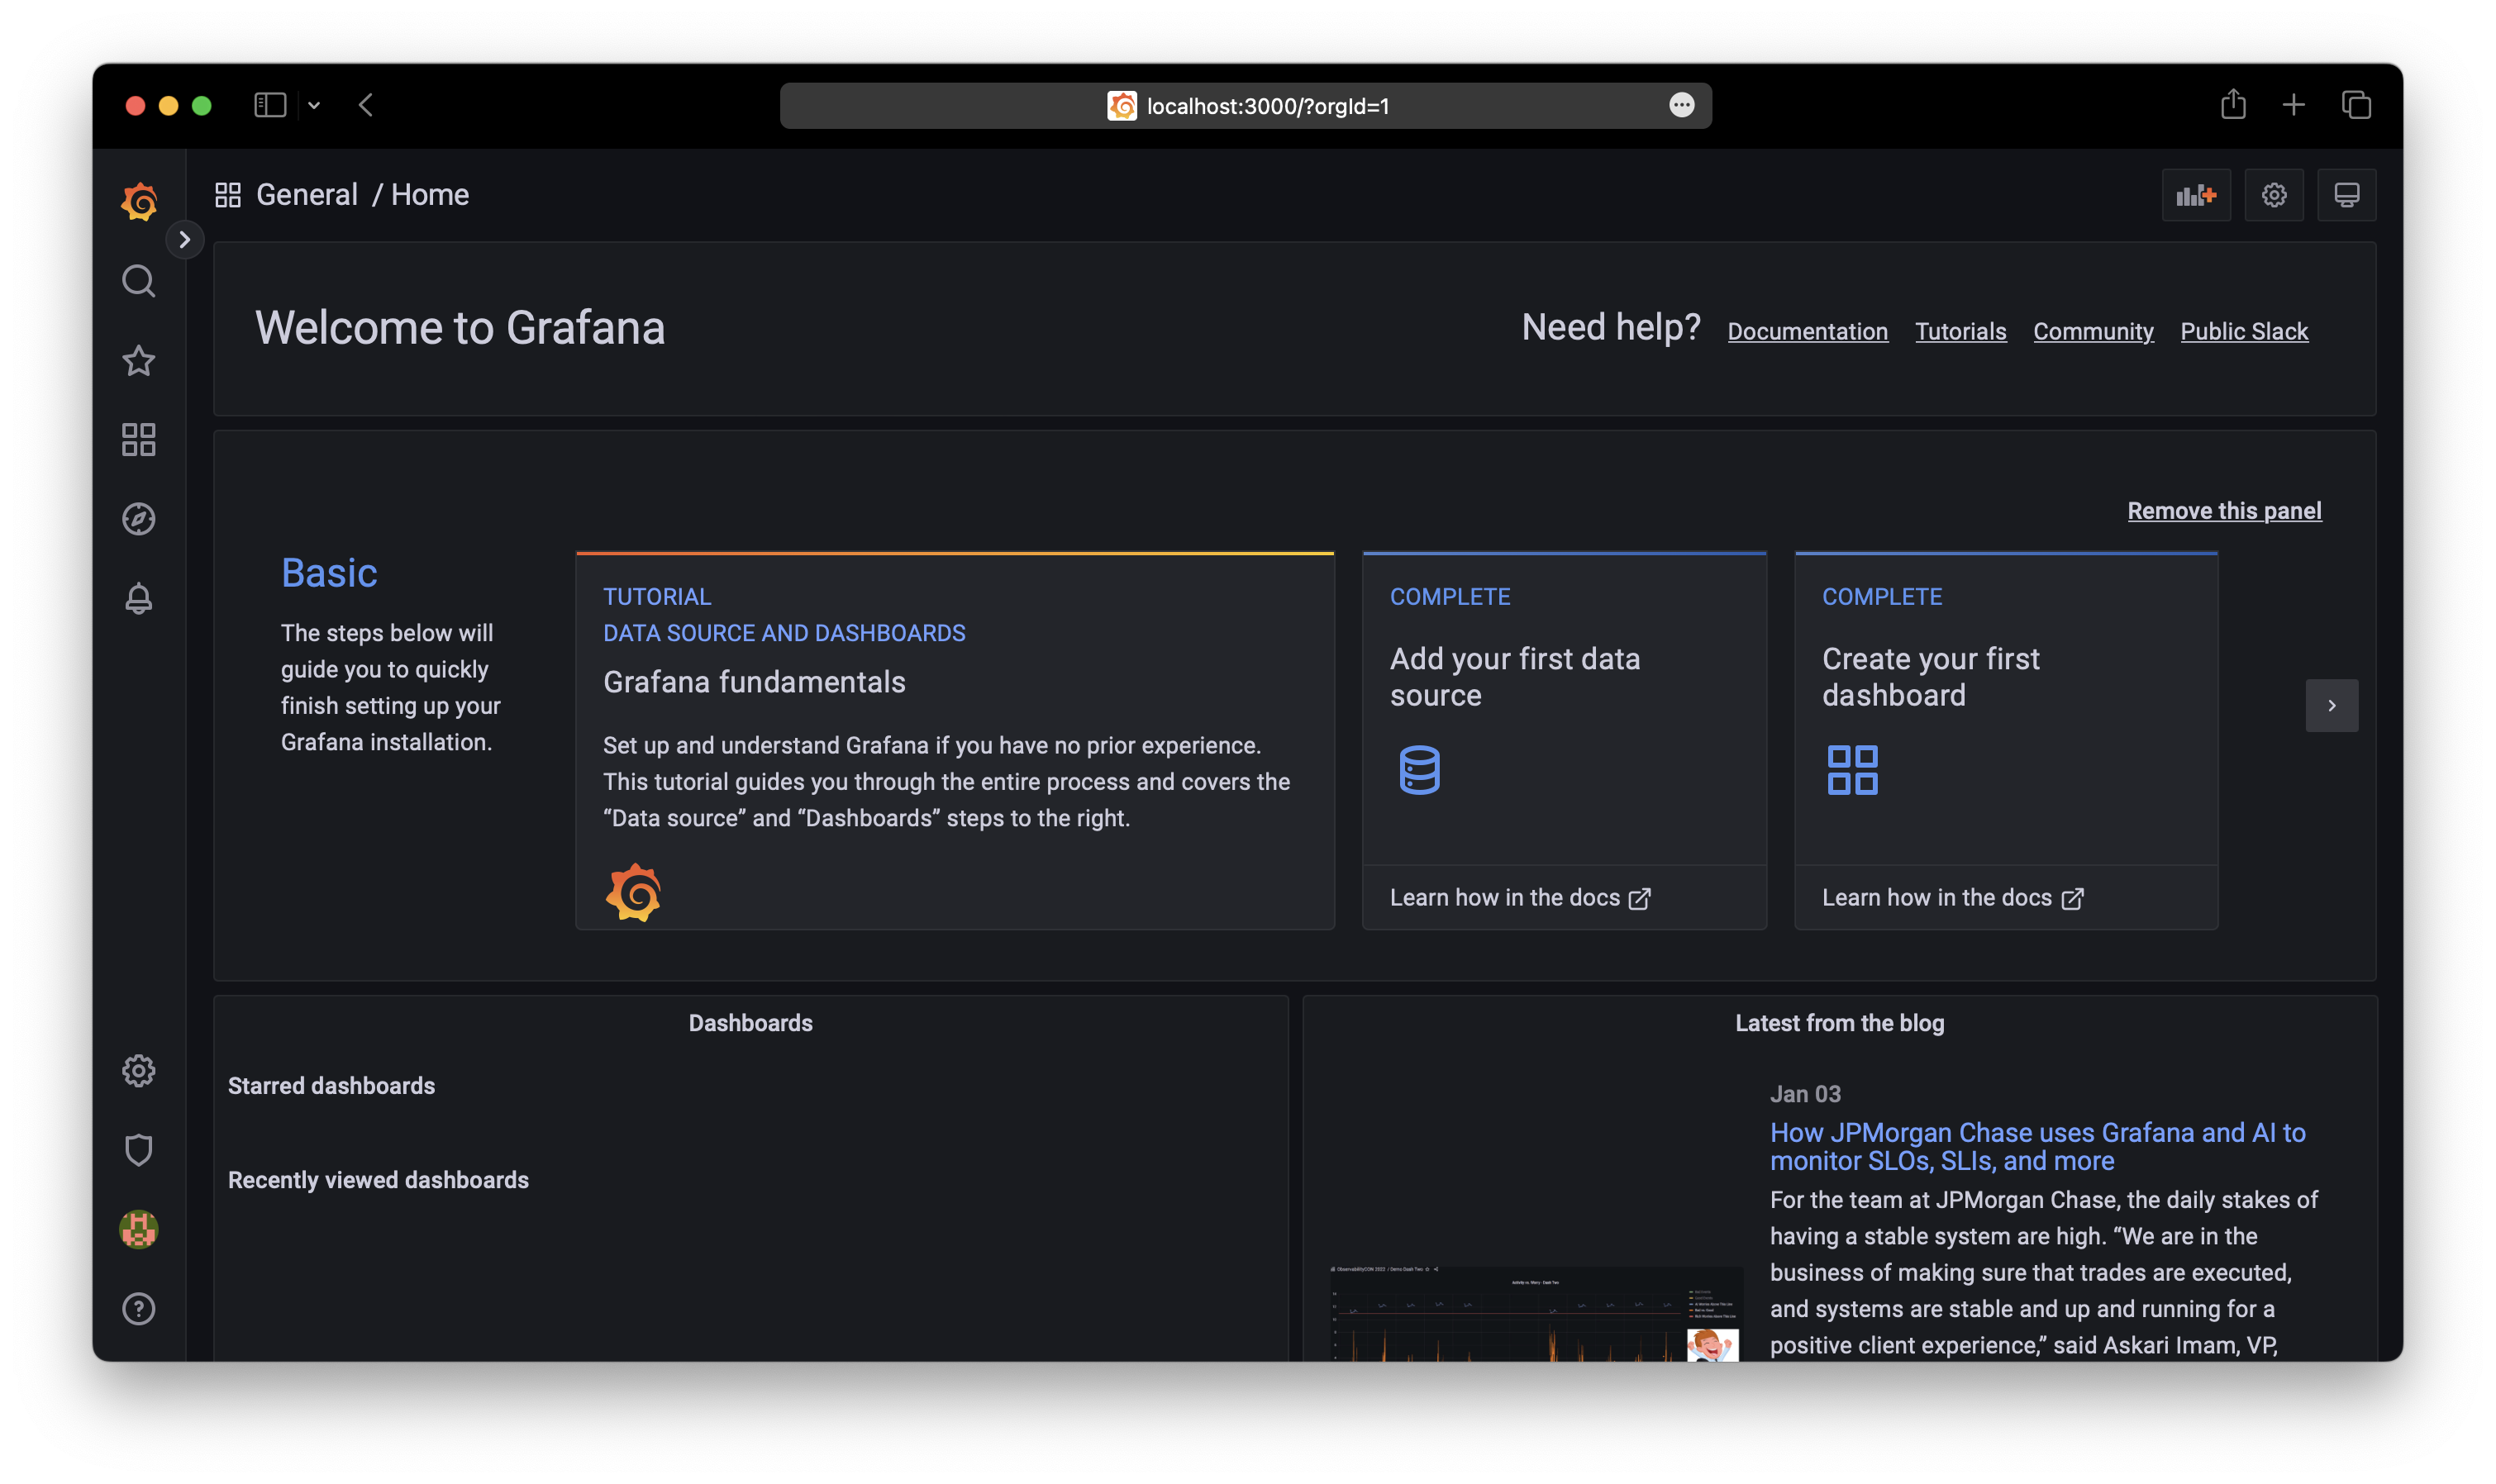 localhost:3000/?orgId=1
General / Home
Welcome to Grafana
Need help? Documentation Tutorials Community Public Slack
Remove this panel
Basic
The steps below will
guide you to quickly
finish setting up your
Grafana installation.
TUTORIAL
DATA SOURCE AND DASHBOARDS
Grafana fundamentals
Set up and understand Grafana if you have no prior experience.
This tutorial guides you through the entire process and covers the
“Data source” and “Dashboards” steps to the right.
COMPLETE
Add your first data
source
Learn how in the docs
COMPLETE
Create your first
dashboard
Learn how in the docs
Dashboards
Starred dashboards
Recently viewed dashboards
Latest from the blog
Jan 03
How JPMorgan Chase uses Grafana and AI to
monitor SLOs, SLIs, and more
For the team at JPMorgan Chase, the daily stakes of
having a stable system are high. “We are in the
business of making sure that trades are executed,
and systems are stable and up and running for a
positive client experience,” said Askari Imam, VP,